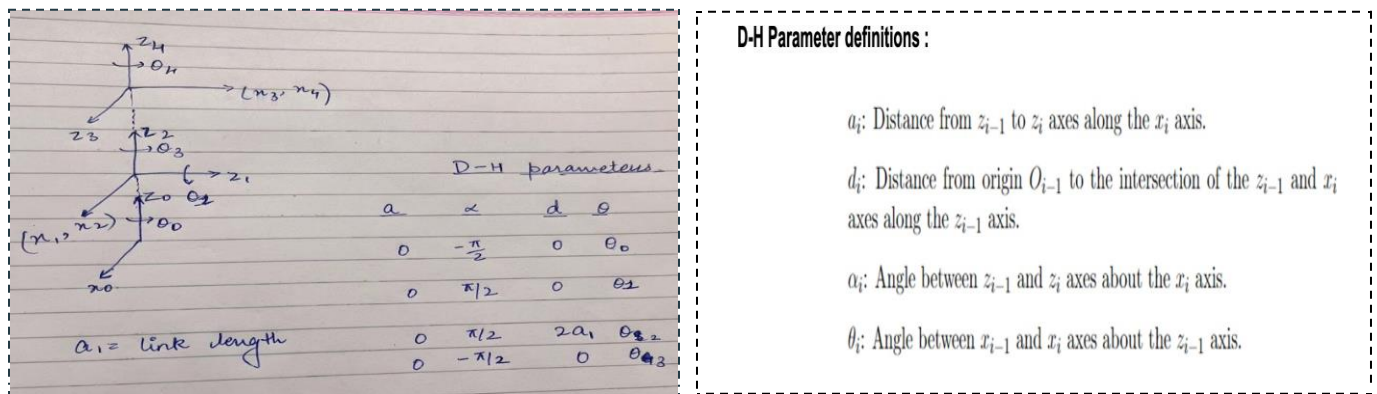 z4
θ4
(x3, x4)
z3
z2
θ3
z1
θ2
z0
(x1, x2)
θ0
x0
D-H parameters
a α d θ
0 -π/2 0 θ0
0 π/2 0 θ1
0 π/2 2a1 θ2
0 -π/2 0 θ3
a1 = link length
D-H Parameter definitions :
aᵢ: Distance from zᵢ₋₁ to zᵢ axes along the xᵢ axis.
dᵢ: Distance from origin Oᵢ₋₁ to the intersection of the zᵢ₋₁ and xᵢ
axes along the zᵢ₋₁ axis.
αᵢ: Angle between zᵢ₋₁ and zᵢ axes about the xᵢ axis.
θᵢ: Angle between xᵢ₋₁ and xᵢ axes about the zᵢ₋₁ axis.